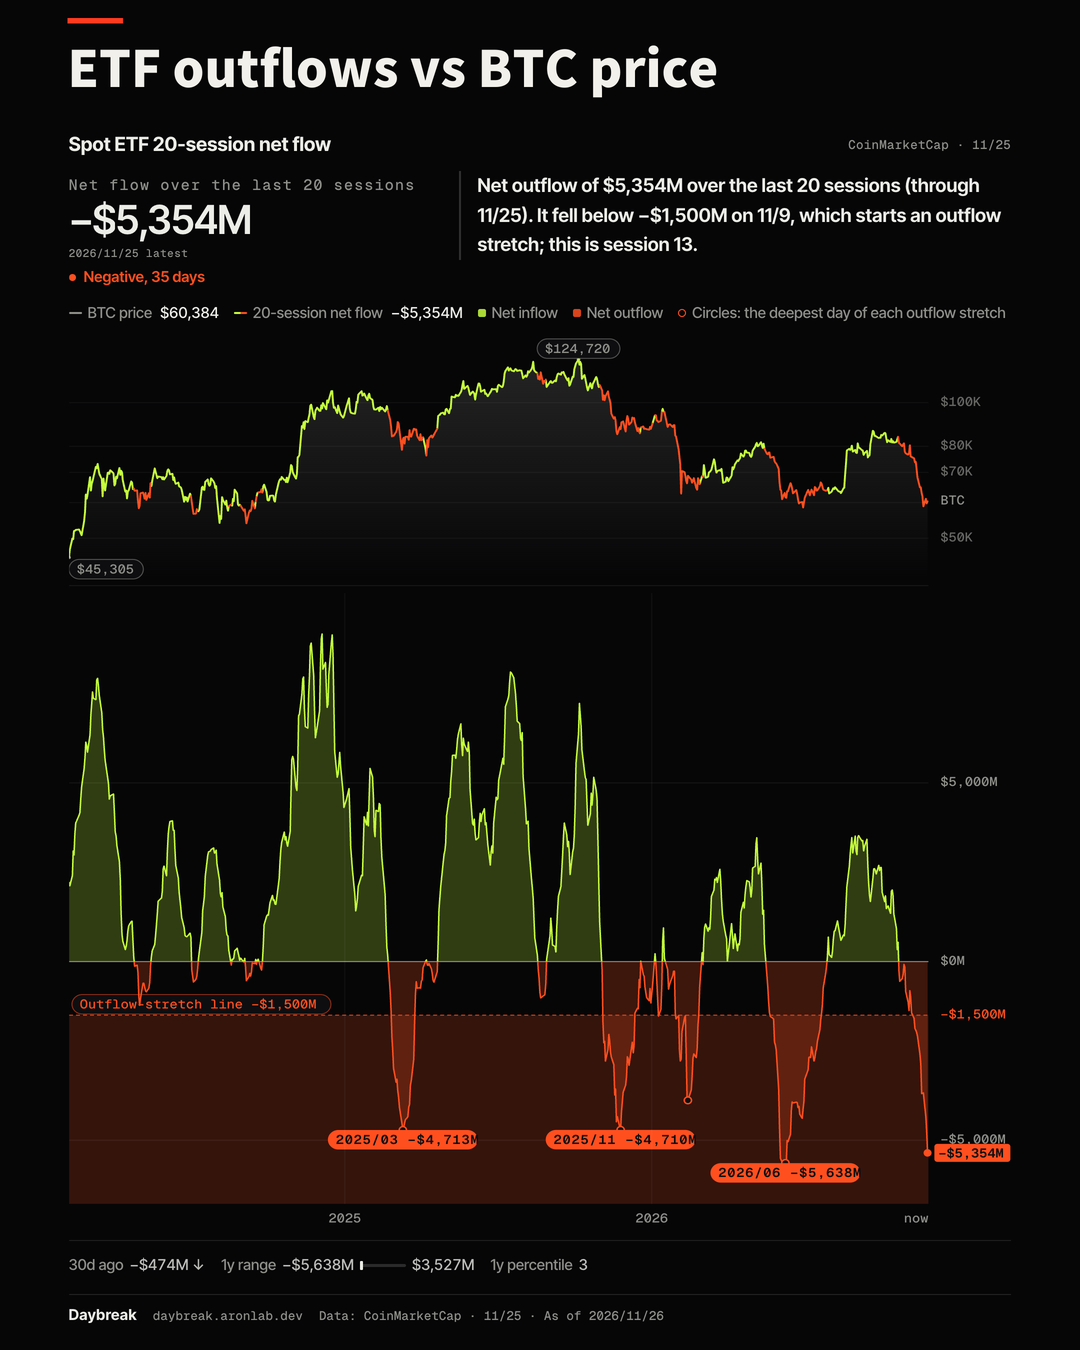 ETF outflows vs BTC price
Spot ETF 20-session net flow
CoinMarketCap · 11/25
Net flow over the last 20 sessions
−$5,354M
2026/11/25 latest
Negative, 35 days
Net outflow of $5,354M over the last 20 sessions (through
11/25). It fell below −$1,500M on 11/9, which starts an outflow
stretch; this is session 13.
BTC price $60,384 20-session net flow −$5,354M Net inflow Net outflow Circles: the deepest day of each outflow stretch
$124,720
$100K
$80K
$70K
BTC
$50K
$45,305
$5,000M
$0M
Outflow-stretch line −$1,500M
−$1,500M
2025/03 −$4,713M
2025/11 −$4,710M
−$5,000M
−$5,354M
2026/06 −$5,638M
2025
2026
now
30d ago −$474M ↓ 1y range −$5,638M $3,527M 1y percentile 3
Daybreak daybreak.aronlab.dev Data: CoinMarketCap · 11/25 · As of 2026/11/26